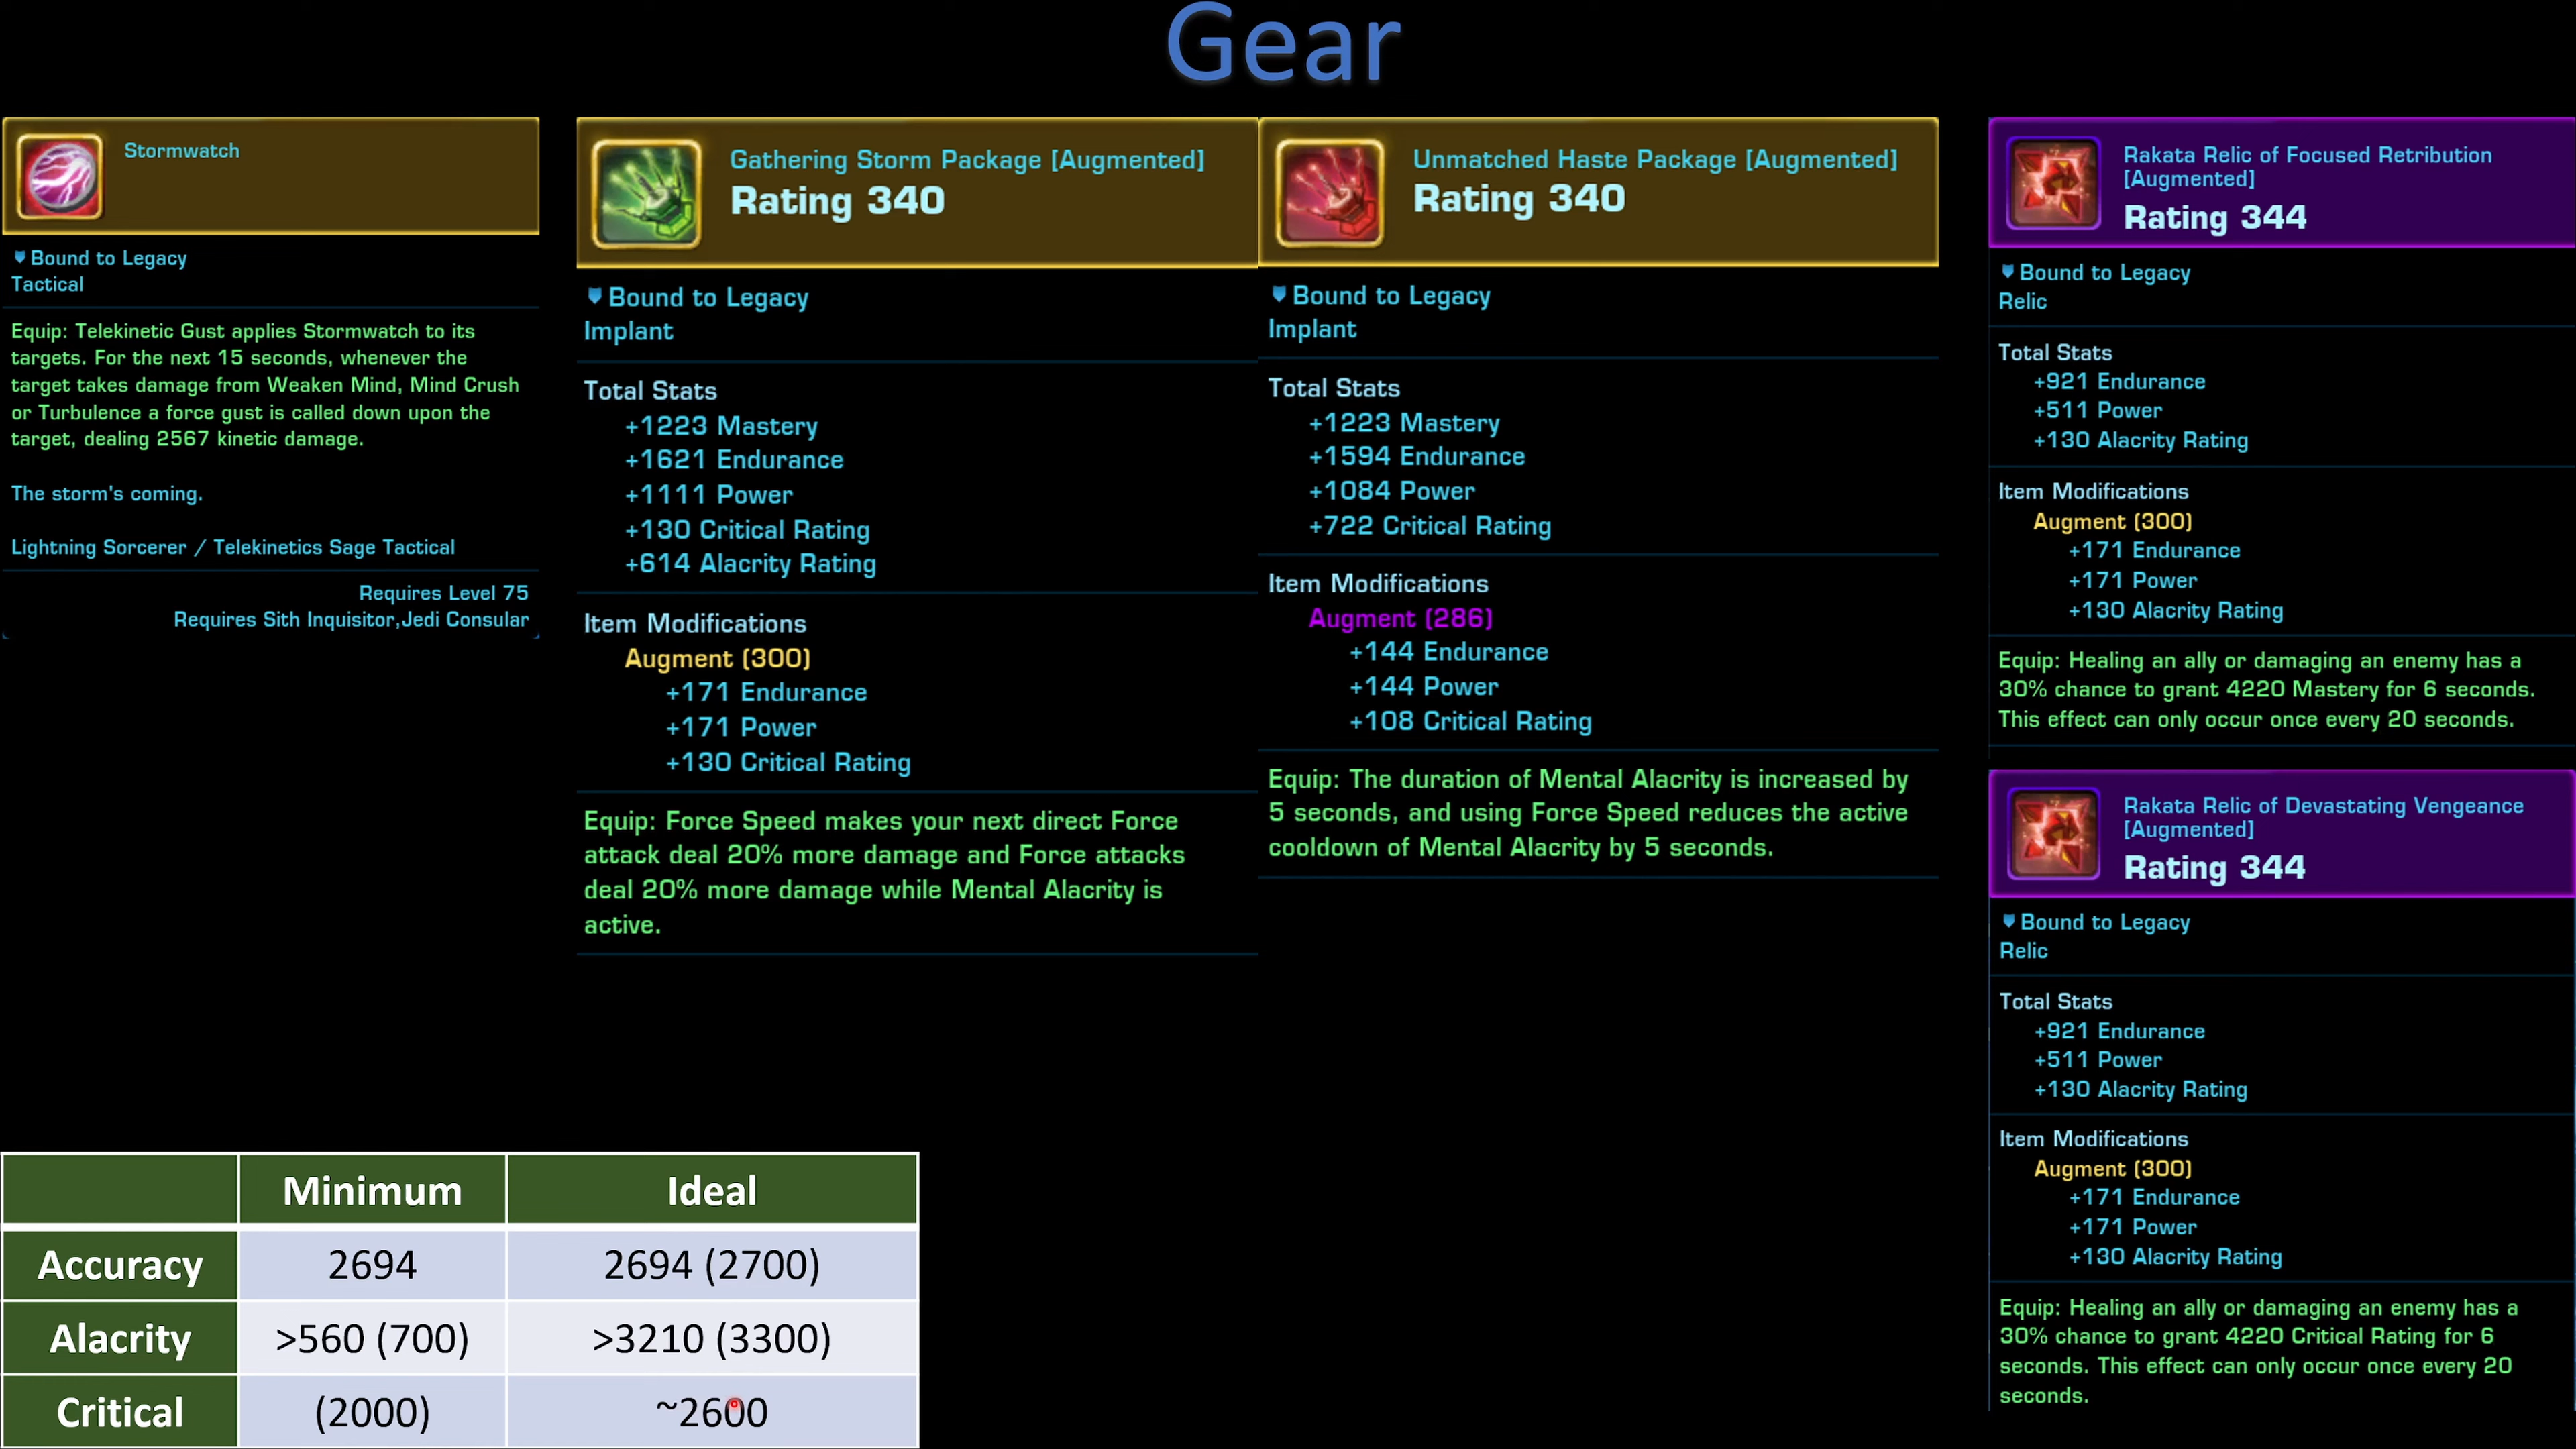 Gear
Stormwatch
Bound to Legacy
Tactical
Equip: Telekinetic Gust applies Stormwatch to its
targets. For the next 15 seconds, whenever the
target takes damage from Weaken Mind, Mind Crush
or Turbulence a force gust is called down upon the
target, dealing 2567 kinetic damage.
The storm's coming.
Lightning Sorcerer / Telekinetics Sage Tactical
Requires Level 75
Requires Sith Inquisitor,Jedi Consular
Gathering Storm Package [Augmented]
Rating 340
Bound to Legacy
Implant
Total Stats
+1223 Mastery
+1621 Endurance
+1111 Power
+130 Critical Rating
+614 Alacrity Rating
Item Modifications
Augment (300)
+171 Endurance
+171 Power
+130 Critical Rating
Equip: Force Speed makes your next direct Force
attack deal 20% more damage and Force attacks
deal 20% more damage while Mental Alacrity is
active.
Unmatched Haste Package [Augmented]
Rating 340
Bound to Legacy
Implant
Total Stats
+1223 Mastery
+1594 Endurance
+1084 Power
+722 Critical Rating
Item Modifications
Augment (286)
+144 Endurance
+144 Power
+108 Critical Rating
Equip: The duration of Mental Alacrity is increased by
5 seconds, and using Force Speed reduces the active
cooldown of Mental Alacrity by 5 seconds.
Rakata Relic of Focused Retribution
[Augmented]
Rating 344
Bound to Legacy
Relic
Total Stats
+921 Endurance
+511 Power
+130 Alacrity Rating
Item Modifications
Augment (300)
+171 Endurance
+171 Power
+130 Alacrity Rating
Equip: Healing an ally or damaging an enemy has a
30% chance to grant 4220 Mastery for 6 seconds.
This effect can only occur once every 20 seconds.
Rakata Relic of Devastating Vengeance
[Augmented]
Rating 344
Bound to Legacy
Relic
Total Stats
+921 Endurance
+511 Power
+130 Alacrity Rating
Item Modifications
Augment (300)
+171 Endurance
+171 Power
+130 Alacrity Rating
Equip: Healing an ally or damaging an enemy has a
30% chance to grant 4220 Critical Rating for 6
seconds. This effect can only occur once every 20
seconds.
Minimum Ideal
Accuracy 2694 2694 (2700)
Alacrity >560 (700) >3210 (3300)
Critical (2000) ~2600